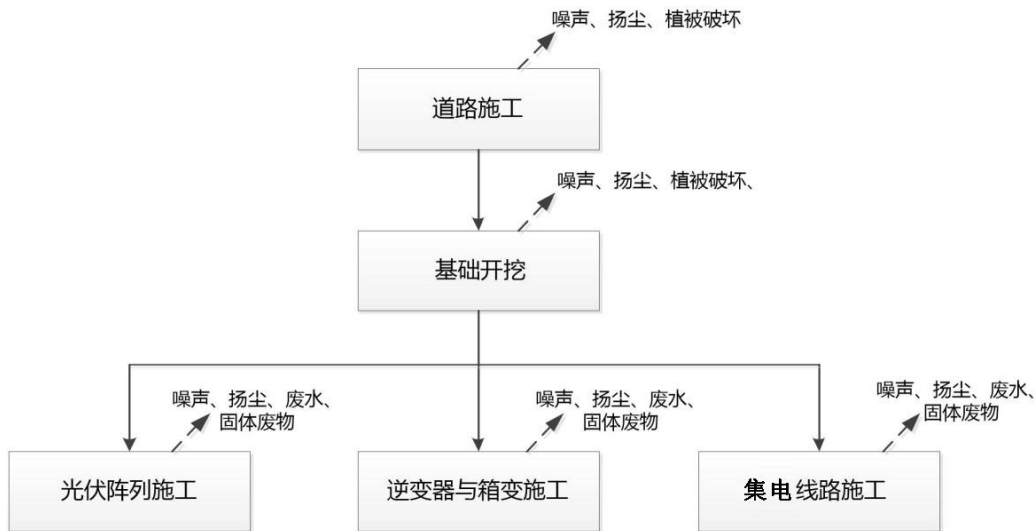 噪声、扬尘、植被破坏
道路施工
噪声、扬尘、植被破坏、
基础开挖
噪声、扬尘、废水、
固体废物
噪声、扬尘、废水、
固体废物
噪声、扬尘、废水、
固体废物
光伏阵列施工
逆变器与箱变施工
集电线路施工